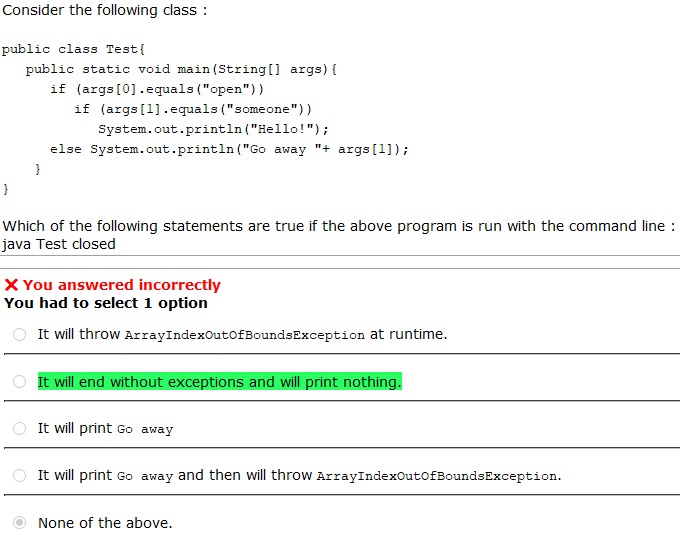 Consider the following class :
public class Test{
public static void main(String[] args){
if (args[0].equals("open"))
if (args[1].equals("someone"))
System.out.println("Hello!");
else System.out.println("Go away "+ args[1]);
}
}
Which of the following statements are true if the above program is run with the command line :
java Test closed
You answered incorrectly
You had to select 1 option
It will throw ArrayIndexOutOfBoundsException at runtime.
It will end without exceptions and will print nothing.
It will print Go away
It will print Go away and then will throw ArrayIndexOutOfBoundsException.
None of the above.